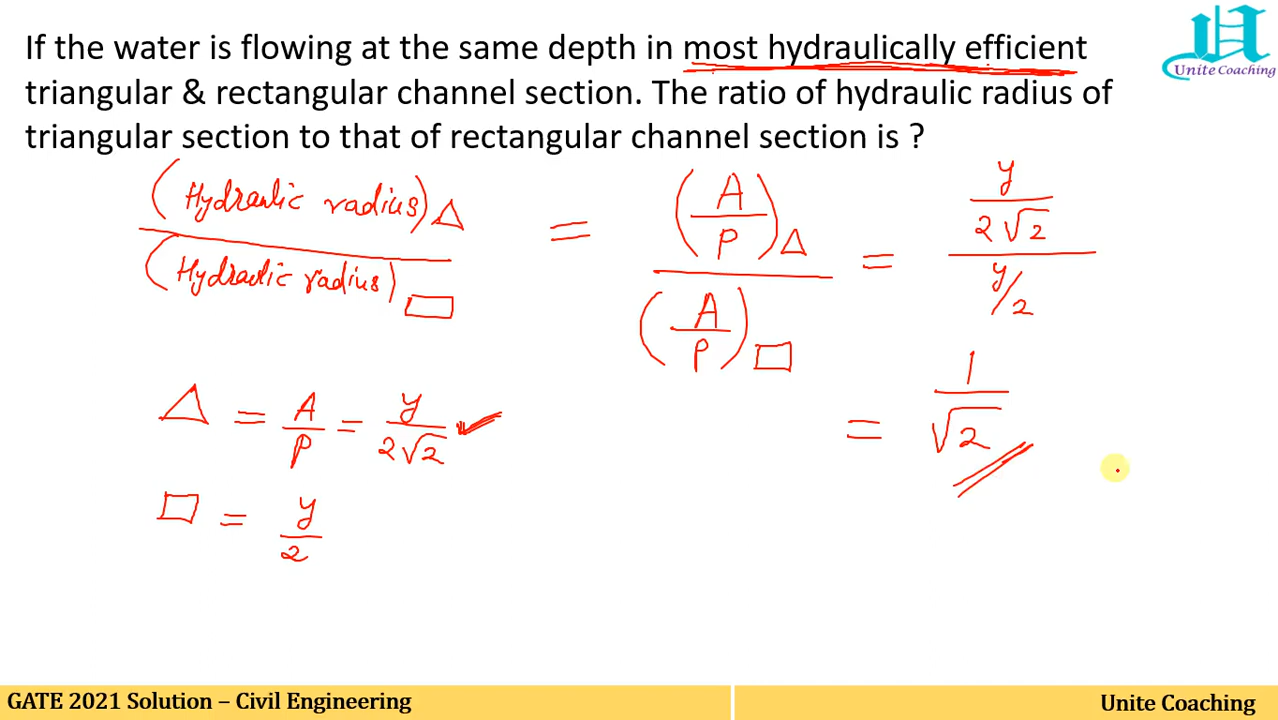 If the water is flowing at the same depth in most hydraulically efficient
triangular & rectangular channel section. The ratio of hydraulic radius of
triangular section to that of rectangular channel section is ?
Unite Coaching
(Hydraulic radius)△ / (Hydraulic radius)□ = (A/P)△ / (A/P)□ = (y/2√2) / (y/2)
= 1/√2
△ = A/P = y/2√2 ✓
□ = y/2
GATE 2021 Solution – Civil Engineering
Unite Coaching